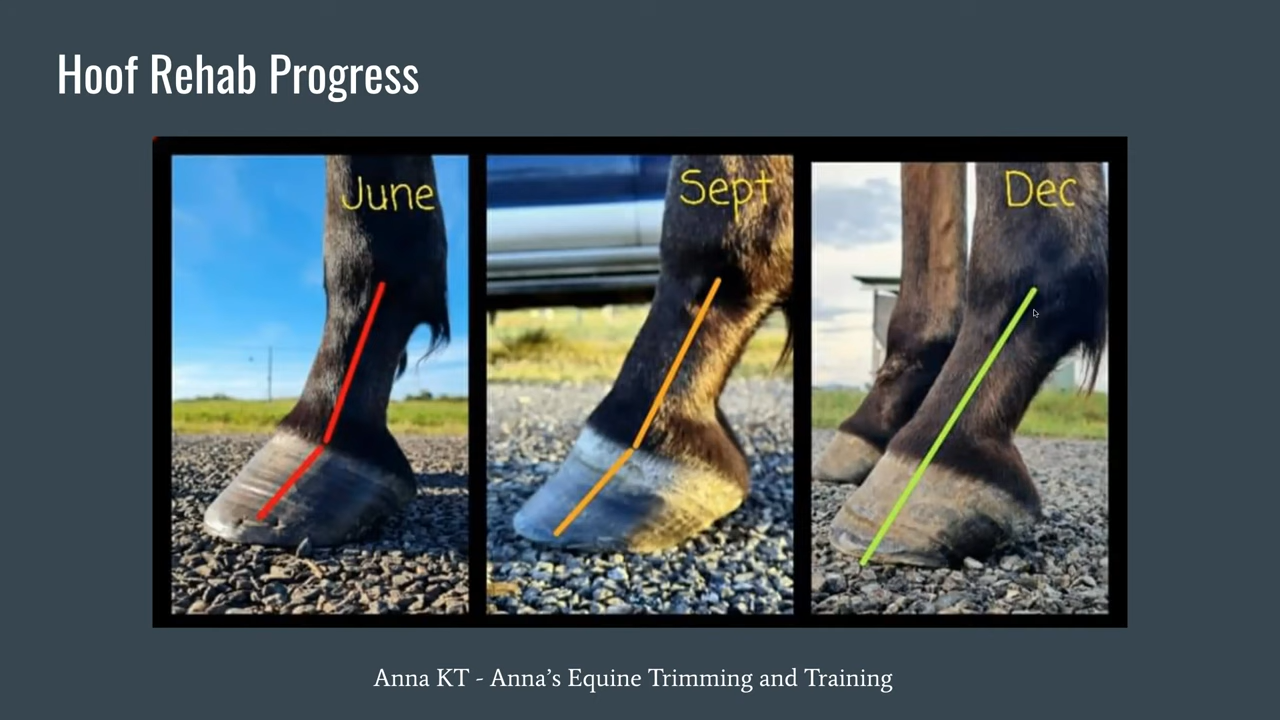 Hoof Rehab Progress
June
Sept
Dec
Anna KT - Anna's Equine Trimming and Training